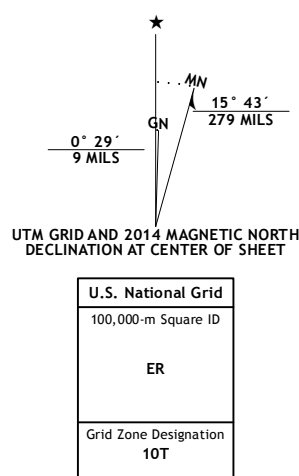 ★
MN
GN
15° 43´
279 MILS
0° 29´
9 MILS
UTM GRID AND 2014 MAGNETIC NORTH
DECLINATION AT CENTER OF SHEET
U.S. National Grid
100,000-m Square ID
ER
Grid Zone Designation
10T